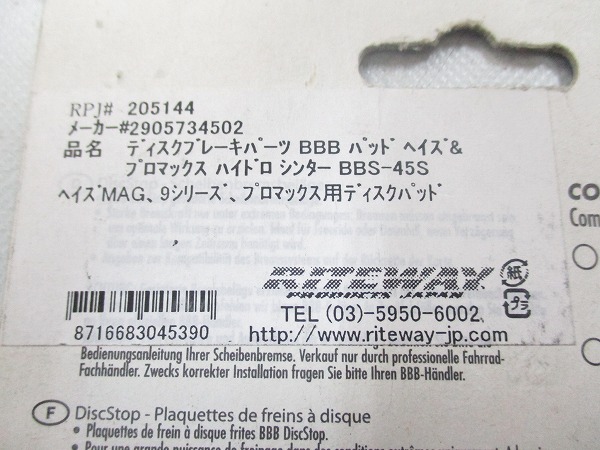 RPJ# 205144
メーカー#2905734502
品名 ディスクブレーキパーツ BBB パッド ヘイズ&
プロマックス ハイドロ シンター BBS-45S
ヘイズMAG、9シリーズ、プロマックス用ディスクパッド
RITEWAY
PRODUCTS JAPAN
紙
プラ
TEL (03)-5950-6002
8716683045390
http://www.riteway-jp.com
Bedienungsanleitung Ihrer Scheibenbremse. Verkauf nur durch professionelle Fahrrad-
Fachhändler. Zwecks korrekter Installation fragen Sie bitte Ihren BBB-Händler.
F DiscStop - Plaquettes de freins à disque
• Plaquettes de frein à disque frites BBB DiscStop.